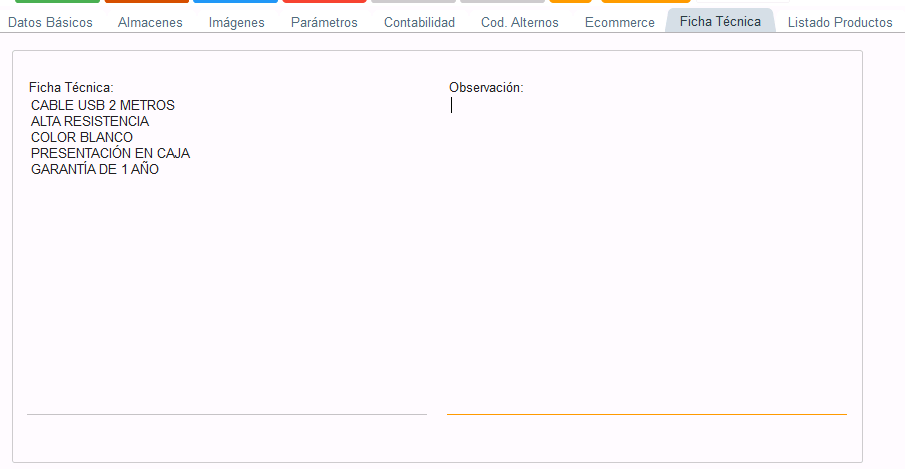 Datos Básicos Almacenes Imágenes Parámetros Contabilidad Cod. Alternos Ecommerce Ficha Técnica Listado Productos
Ficha Técnica:
CABLE USB 2 METROS
ALTA RESISTENCIA
COLOR BLANCO
PRESENTACIÓN EN CAJA
GARANTÍA DE 1 AÑO
Observación: